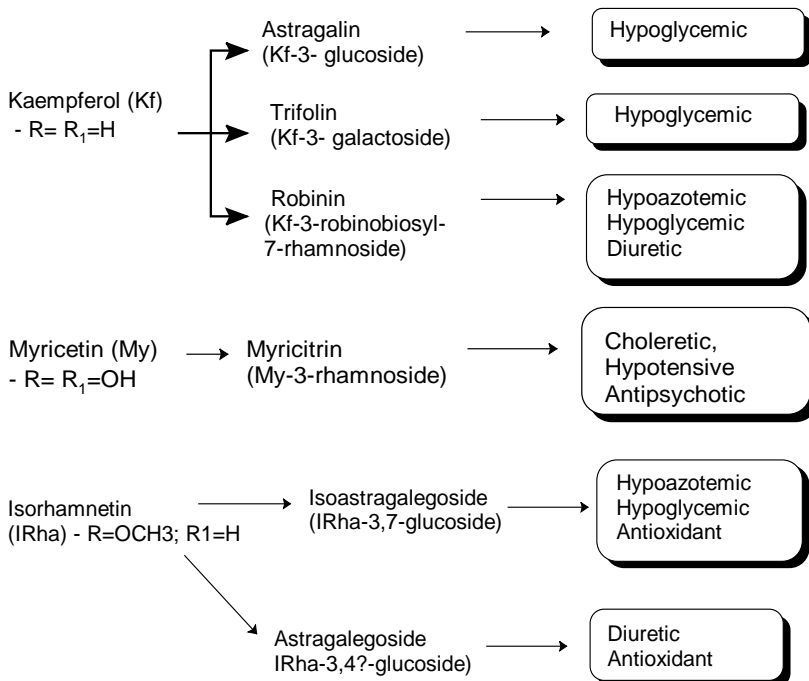 Kaempferol (Kf)
- R= R₁=H
Astragalin
(Kf-3- glucoside)
Hypoglycemic
Trifolin
(Kf-3- galactoside)
Hypoglycemic
Robinin
(Kf-3-robinobiosyl-
7-rhamnoside)
Hypoazotemic
Hypoglycemic
Diuretic
Myricetin (My)
- R= R₁=OH
Myricitrin
(My-3-rhamnoside)
Choleretic,
Hypotensive
Antipsychotic
Isorhamnetin
(IRha) - R=OCH3; R1=H
Isoastragalegoside
(IRha-3,7-glucoside)
Hypoazotemic
Hypoglycemic
Antioxidant
Astragalegoside
IRha-3,4?-glucoside)
Diuretic
Antioxidant